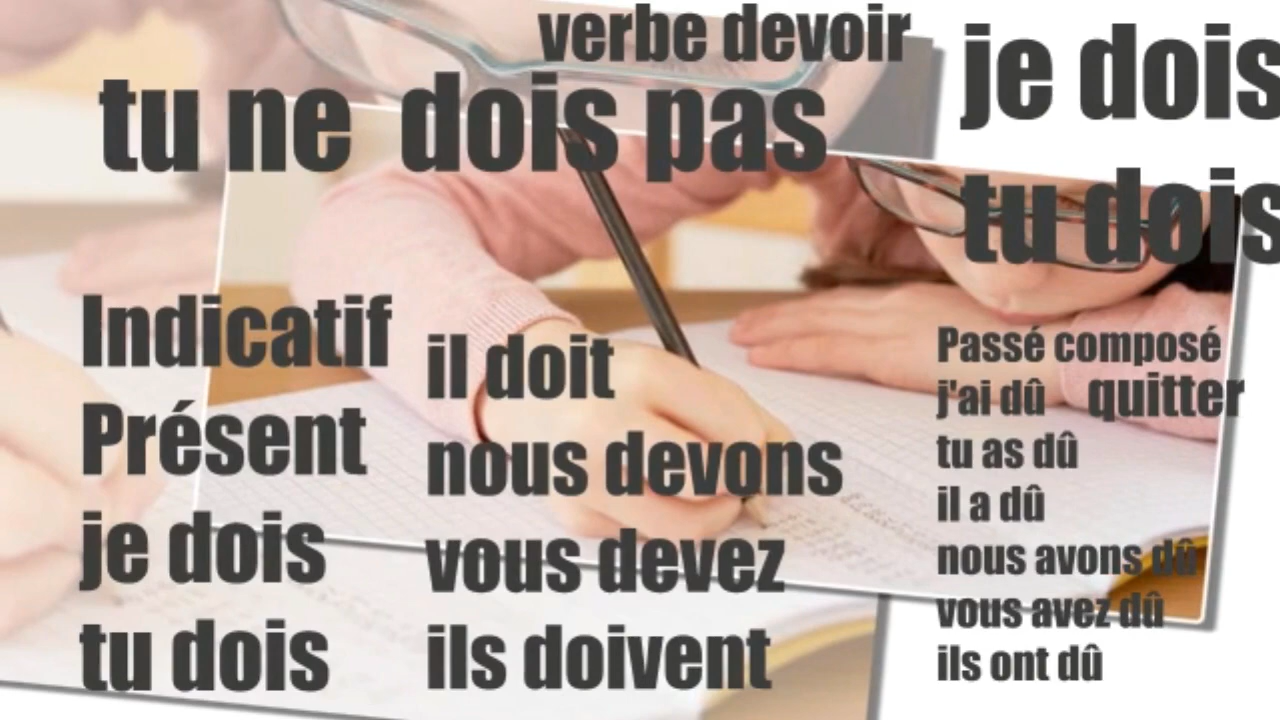 verbe devoir
tu ne dois pas
je dois
tu dois
Indicatif
Présent
je dois
tu dois
il doit
nous devons
vous devez
ils doivent
Passé composé
j'ai dû quitter
tu as dû
il a dû
nous avons dû
vous avez dû
ils ont dû